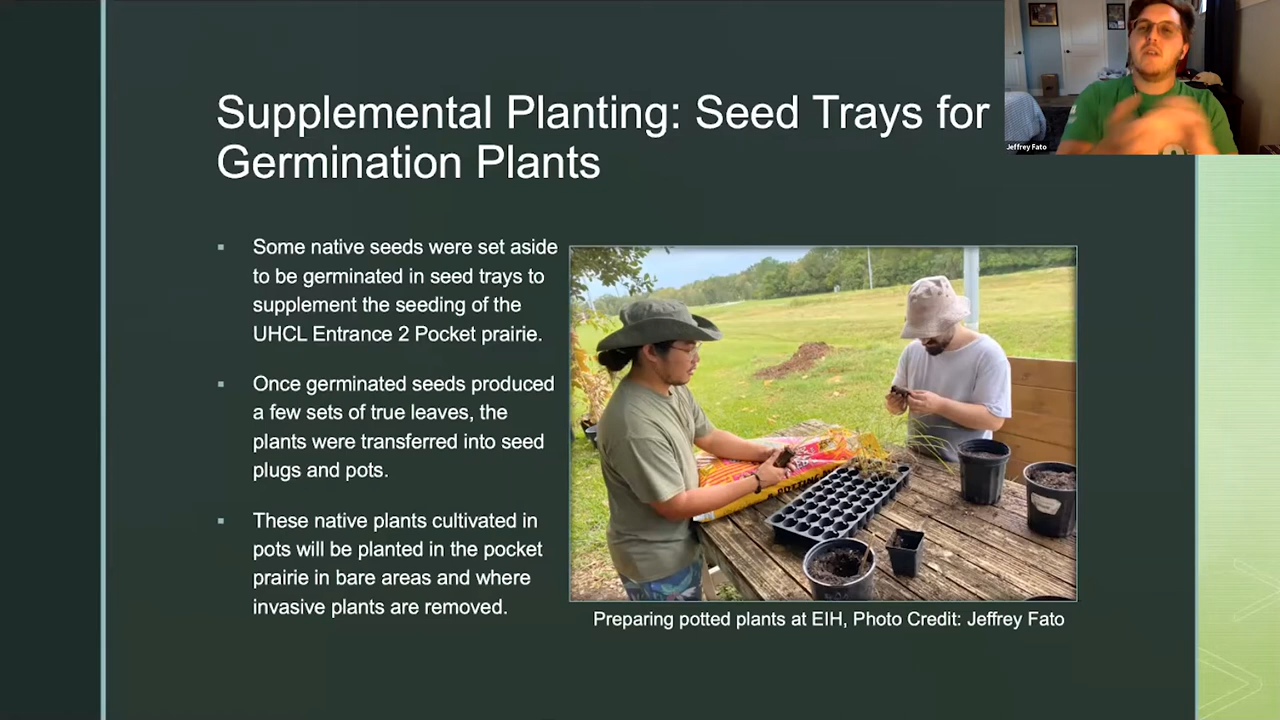 Supplemental Planting: Seed Trays for
Germination Plants
Jeffrey Fato
▪ Some native seeds were set aside
to be germinated in seed trays to
supplement the seeding of the
UHCL Entrance 2 Pocket prairie.
▪ Once germinated seeds produced
a few sets of true leaves, the
plants were transferred into seed
plugs and pots.
▪ These native plants cultivated in
pots will be planted in the pocket
prairie in bare areas and where
invasive plants are removed.
Preparing potted plants at EIH, Photo Credit: Jeffrey Fato